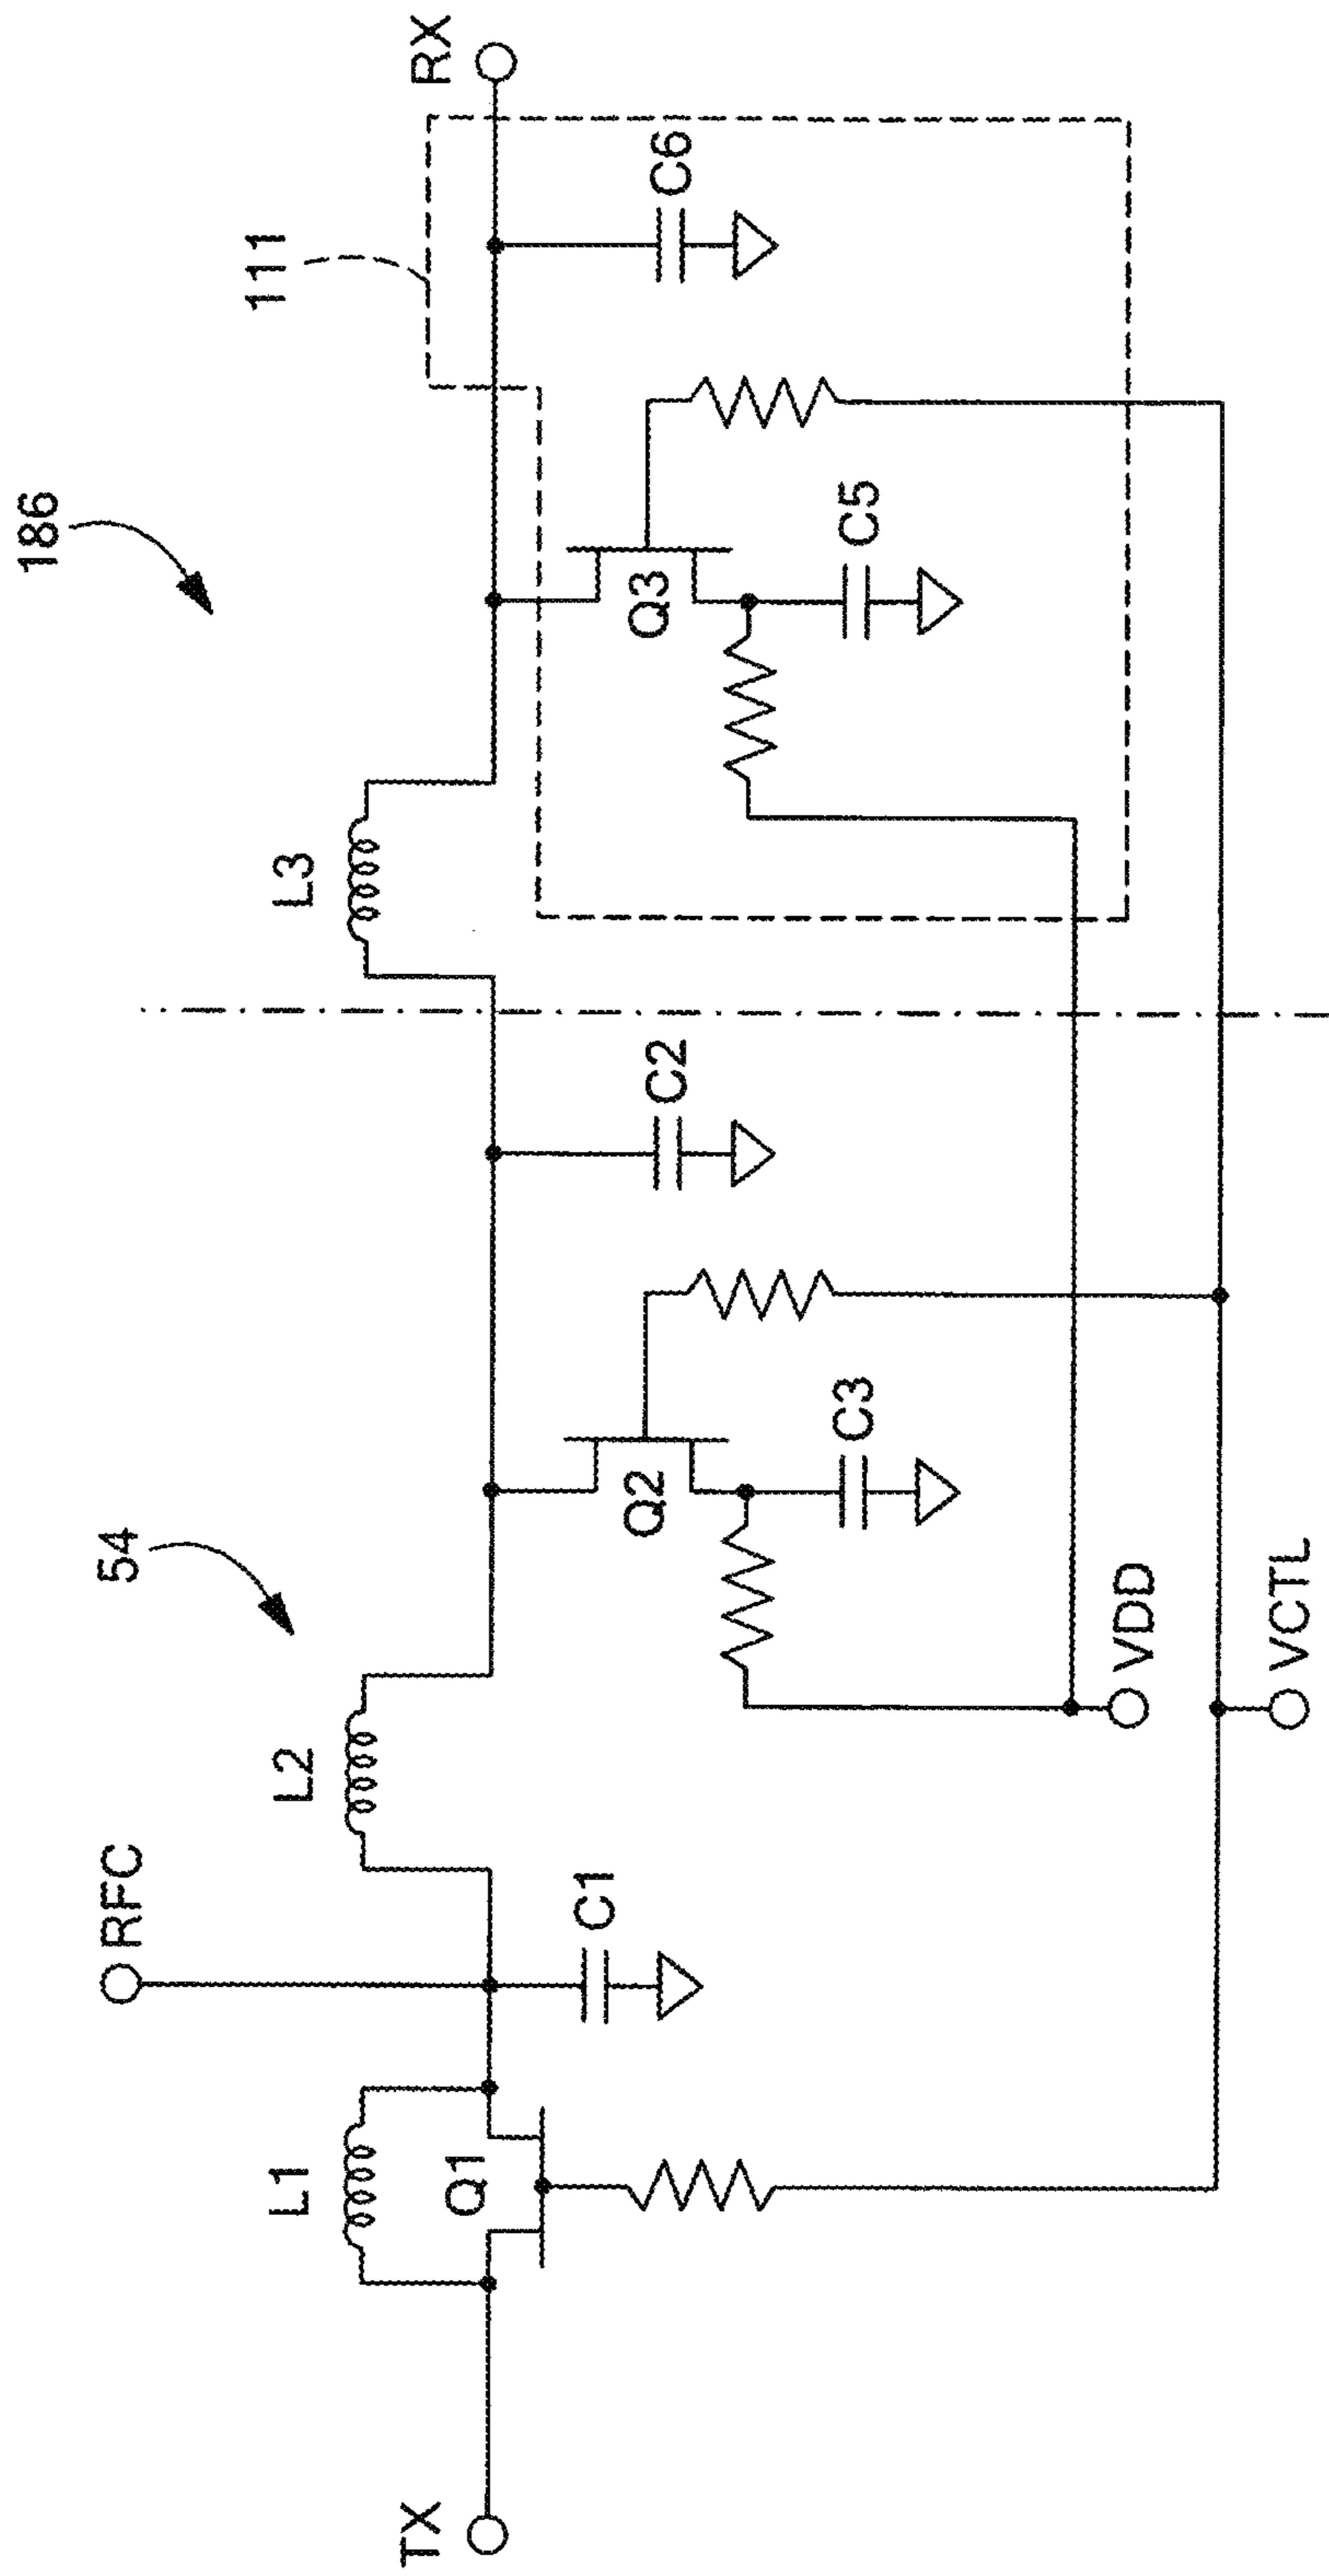 186
54
111
RFC
L1
L2
L3
TX
Q1
C1
Q2
C2
C3
Q3
C5
C6
RX
VDD
VCTL